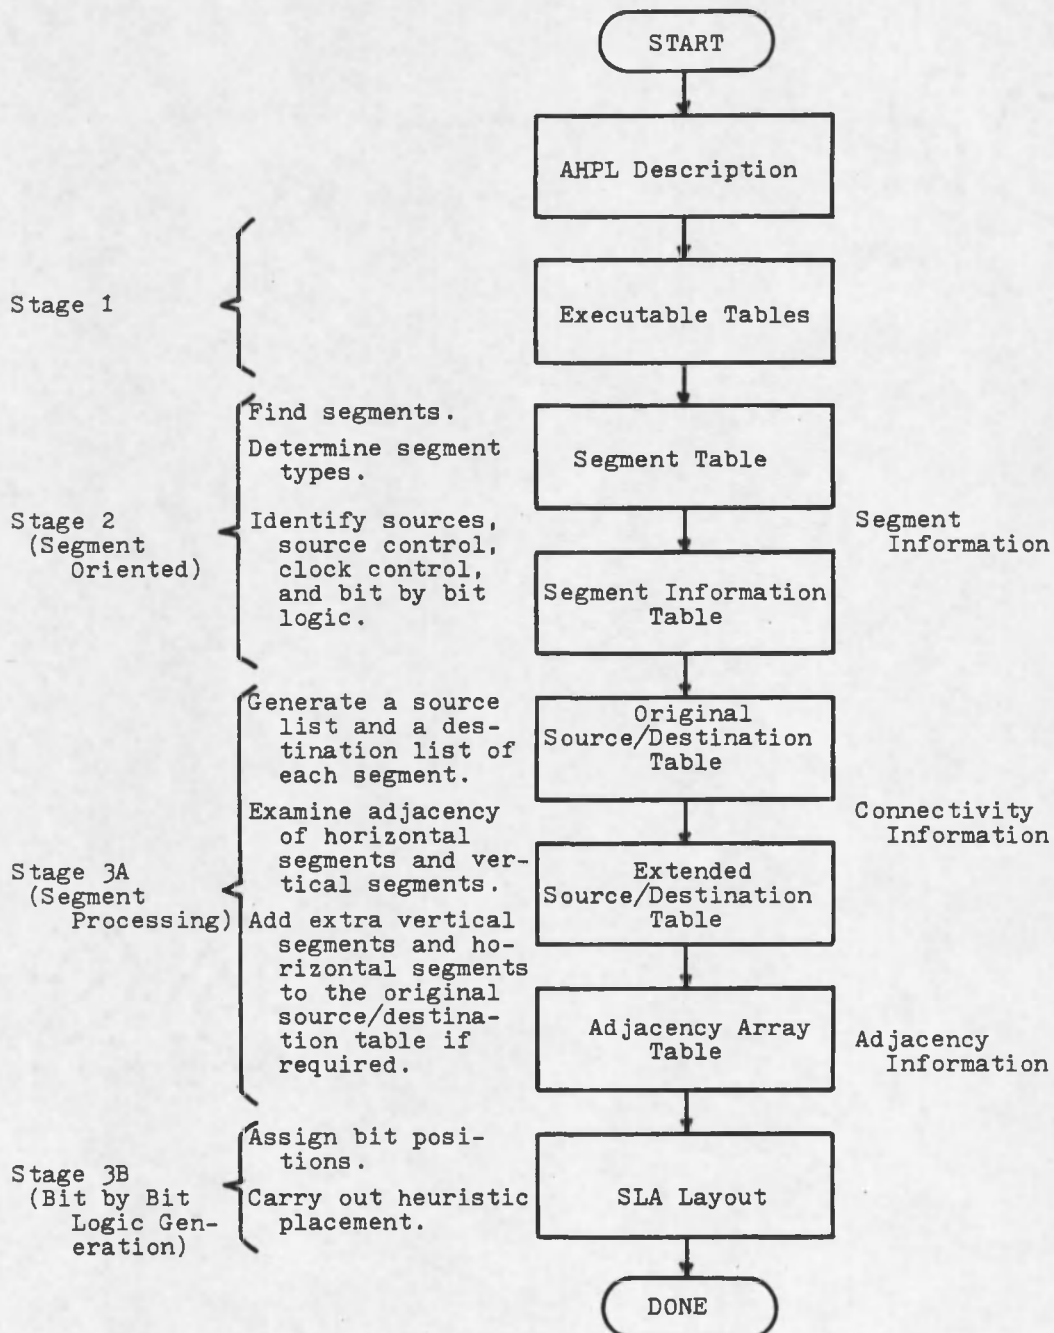 START
AHPL Description
Stage 1
Executable Tables
Find segments.
Determine segment
types.
Segment Table
Stage 2
(Segment
Oriented)
Identify sources,
source control,
clock control,
and bit by bit
logic.
Segment
Information
Segment Information
Table
Generate a source
list and a des-
tination list of
each segment.
Original
Source/Destination
Table
Examine adjacency
of horizontal
segments and ver-
tical segments.
Connectivity
Information
Stage 3A
(Segment
Processing)
Extended
Source/Destination
Table
Add extra vertical
segments and ho-
rizontal segments
to the original
source/destina-
tion table if
required.
Adjacency Array
Table
Adjacency
Information
Assign bit posi-
tions.
Stage 3B
(Bit by Bit
Logic Gen-
eration)
Carry out heuristic
placement.
SLA Layout
DONE